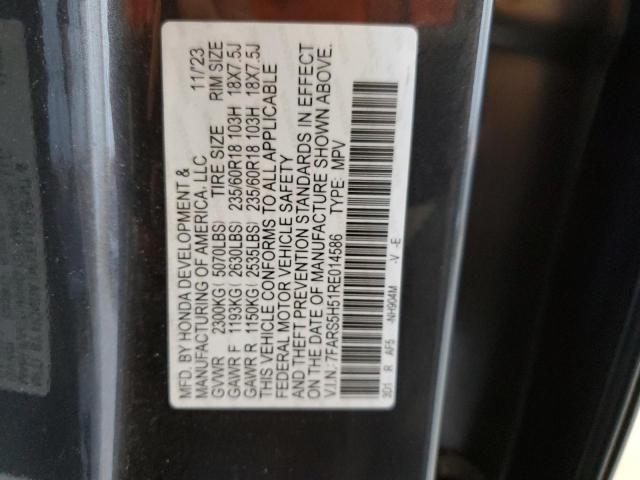 MFD. BY HONDA DEVELOPMENT & 11/23
MANUFACTURING OF AMERICA, LLC
GVWR 2300KG ( 5070LBS) TIRE SIZE RIM SIZE
GAWR F 1193KG ( 2630LBS) 235/60R18 103H 18X7.5J
GAWR R 1150KG ( 2535LBS) 235/60R18 103H 18X7.5J
THIS VEHICLE CONFORMS TO ALL APPLICABLE
FEDERAL MOTOR VEHICLE SAFETY
AND THEFT PREVENTION STANDARDS IN EFFECT
ON THE DATE OF MANUFACTURE SHOWN ABOVE.
V.I.N.: 7FARS5H51RE014586 TYPE: MPV
3D1 R AF5 -NH904M -V -E